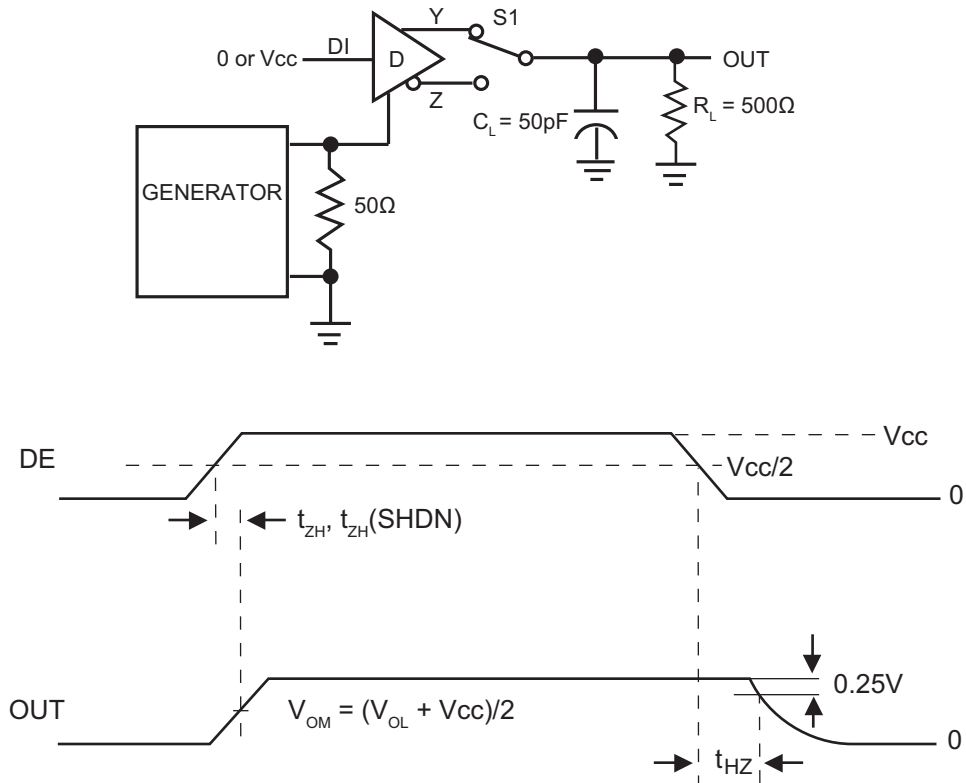 Y
S1
DI
D
0 or Vcc
OUT
Z
C_L = 50pF
R_L = 500Ω
GENERATOR
50Ω
Vcc
DE
Vcc/2
0
t_ZH, t_ZH(SHDN)
0.25V
OUT
V_OM = (V_OL + Vcc)/2
0
t_HZ